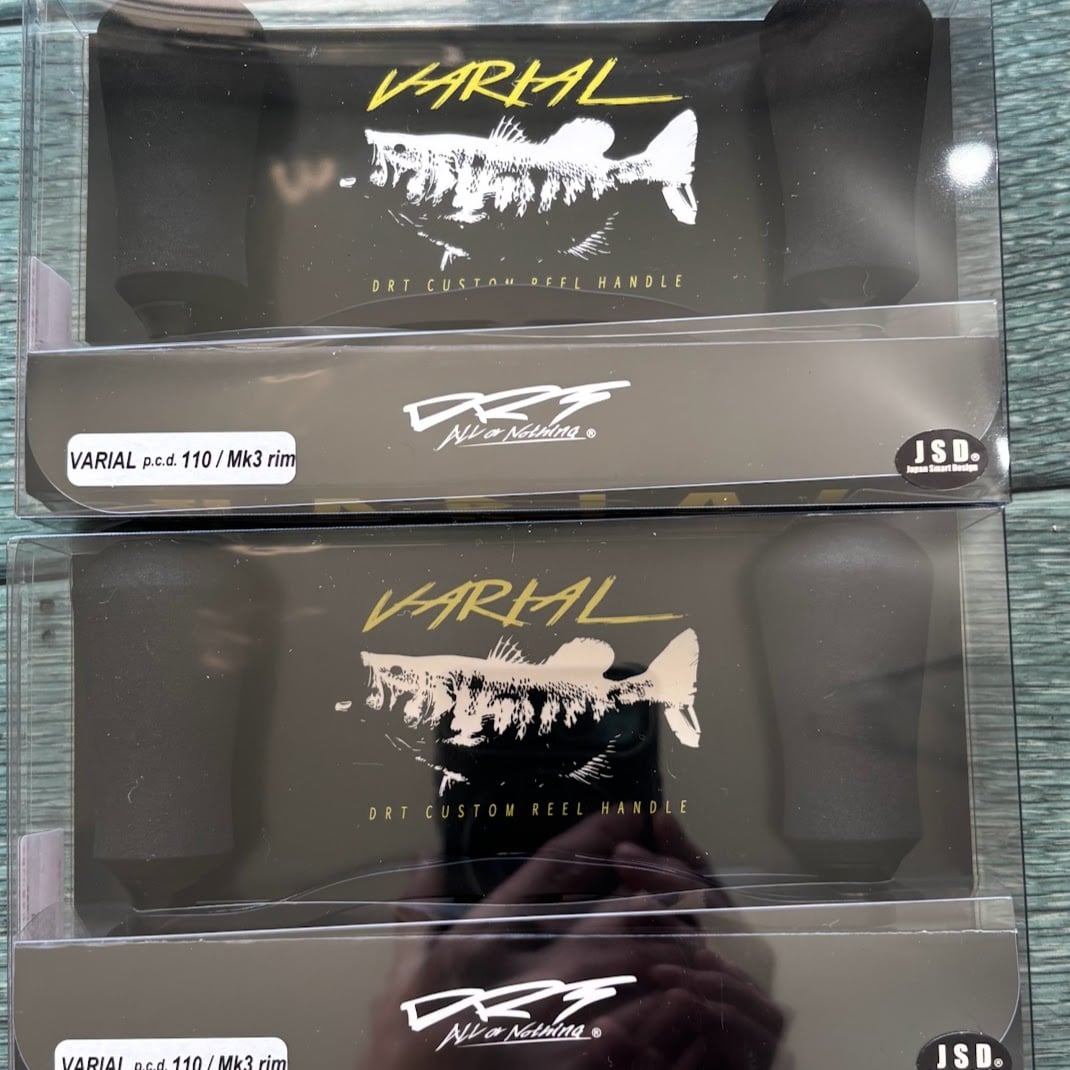 VARIAL
DRT CUSTOM REEL HANDLE
DRT
ALL or Nothing ®
VARIAL p.c.d. 110 / Mk3 rim
JSD®
Japan Smart Design
VARIAL
DRT CUSTOM REEL HANDLE
DRT
ALL or Nothing ®
VARIAL p.c.d. 110 / Mk3 rim
JSD®